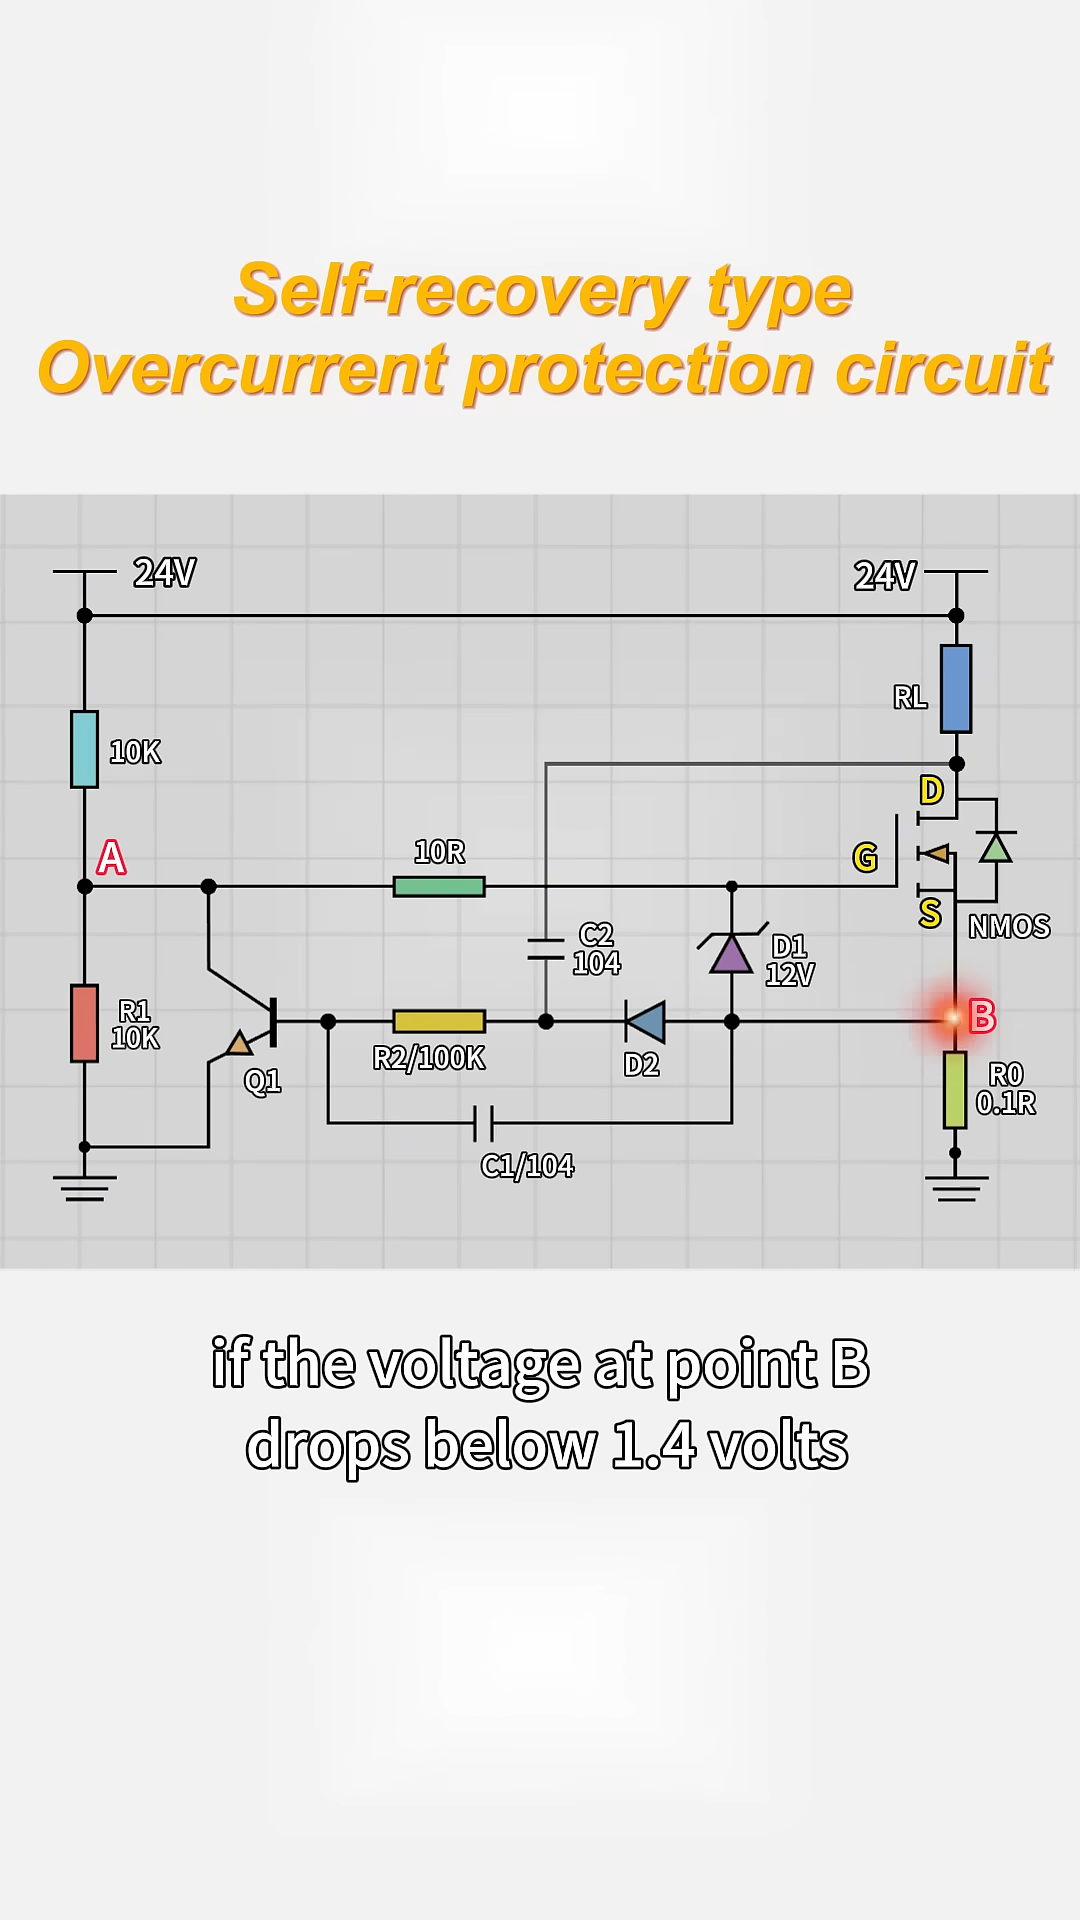 Self-recovery type
Overcurrent protection circuit
24V
24V
RL
10K
D
A
10R
G
S
NMOS
C2
104
D1
12V
R1
10K
B
R2/100K
D2
Q1
R0
0.1R
C1/104
if the voltage at point B
drops below 1.4 volts